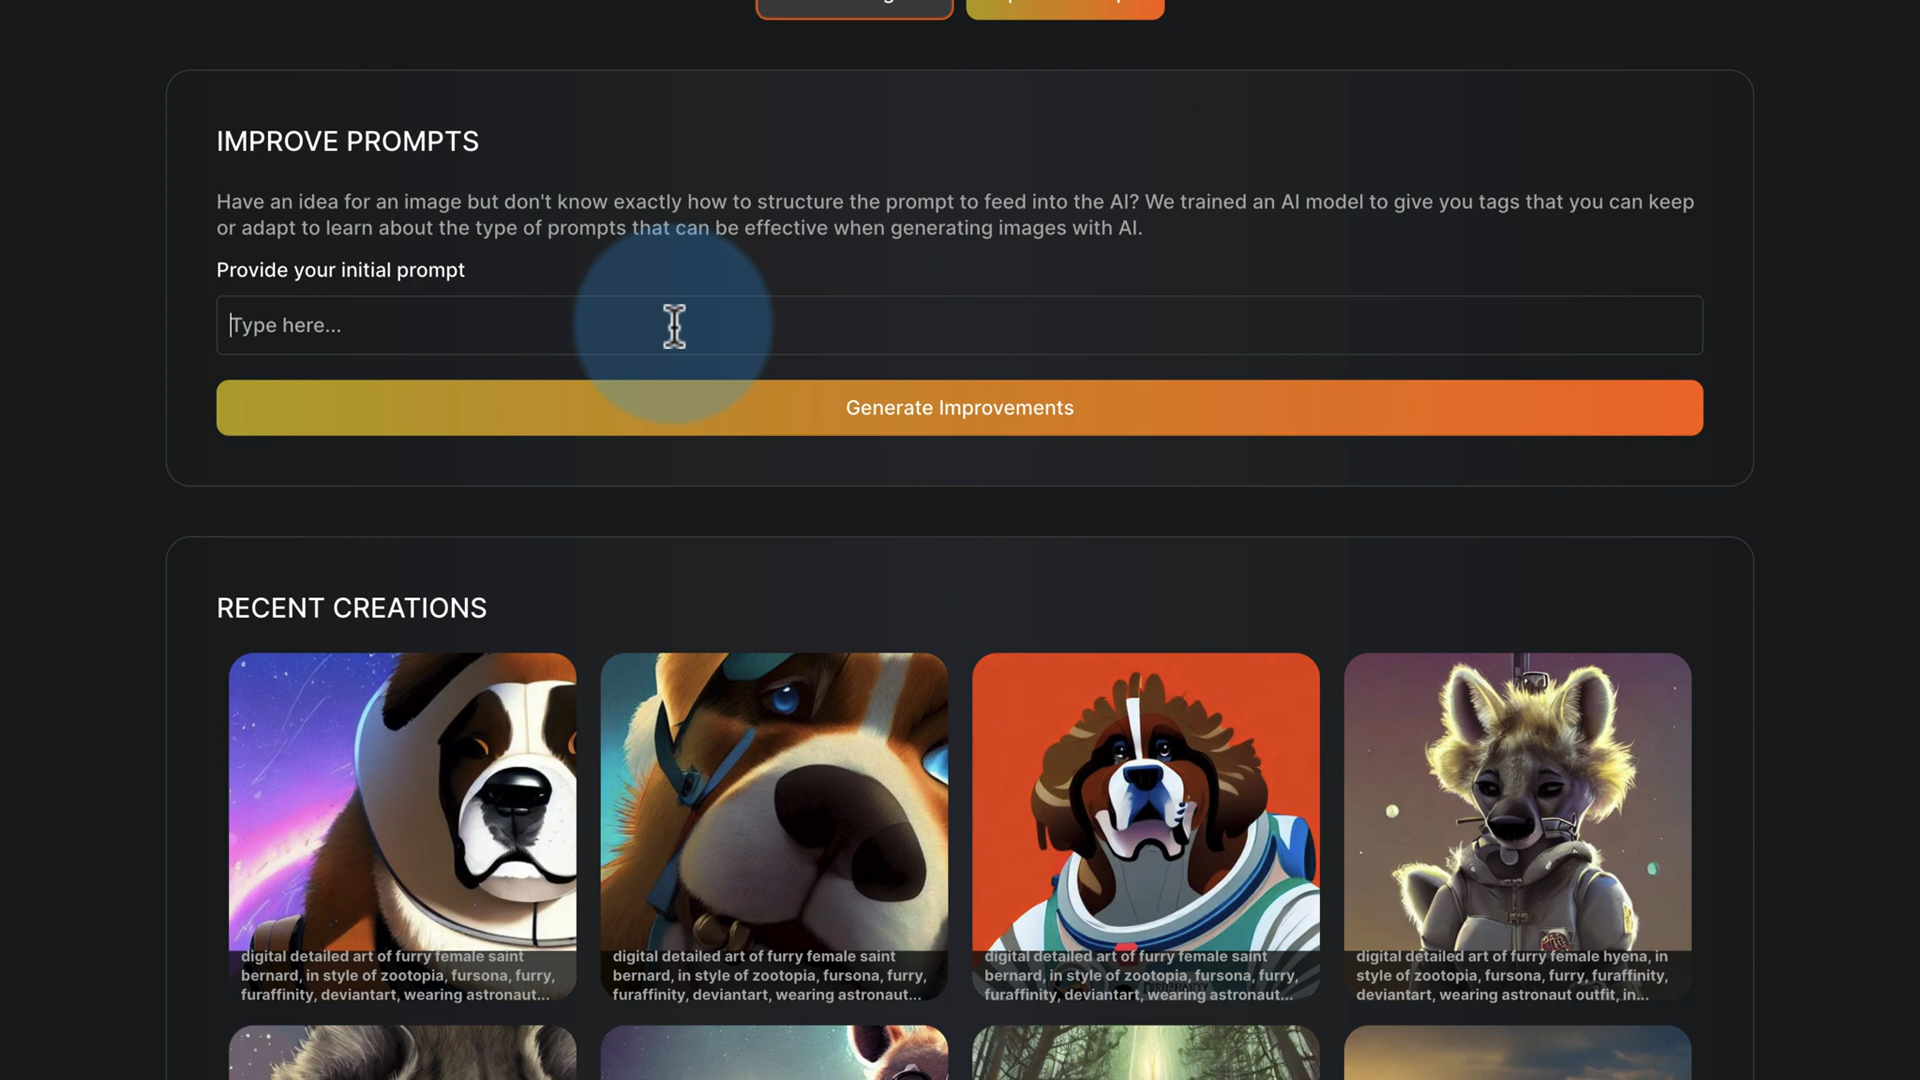 IMPROVE PROMPTS
Have an idea for an image but don't know exactly how to structure the prompt to feed into the AI? We trained an AI model to give you tags that you can keep
or adapt to learn about the type of prompts that can be effective when generating images with AI.
Provide your initial prompt
Type here...
Generate Improvements
RECENT CREATIONS
digital detailed art of furry female saint
bernard, in style of zootopia, fursona, furry,
furaffinity, deviantart, wearing astronaut...
digital detailed art of furry female saint
bernard, in style of zootopia, fursona, furry,
furaffinity, deviantart, wearing astronaut...
digital detailed art of furry female saint
bernard, in style of zootopia, fursona, furry,
furaffinity, deviantart, wearing astronaut...
digital detailed art of furry female hyena, in
style of zootopia, fursona, furry, furaffinity,
deviantart, wearing astronaut outfit, in...